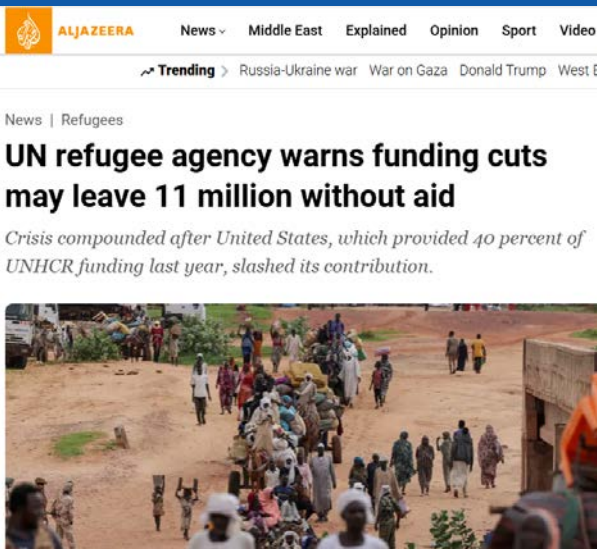 ALJAZEERA
News Middle East Explained Opinion Sport Video
Trending Russia-Ukraine war War on Gaza Donald Trump West
News | Refugees
UN refugee agency warns funding cuts
may leave 11 million without aid
Crisis compounded after United States, which provided 40 percent of
UNHCR funding last year, slashed its contribution.